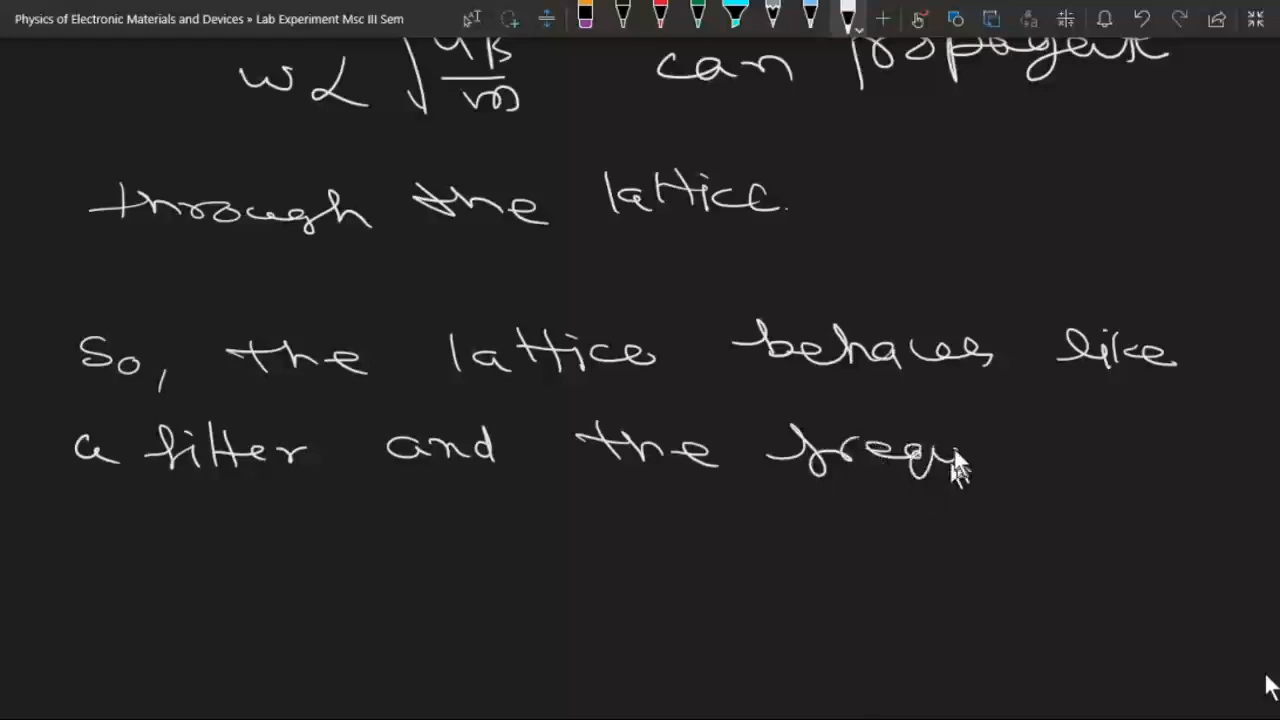 Physics of Electronic Materials and Devices » Lab Experiment Msc III Sem
w < √4β/m can propagate
through the lattice.
So, the lattice behaves like
a filter and the frequ